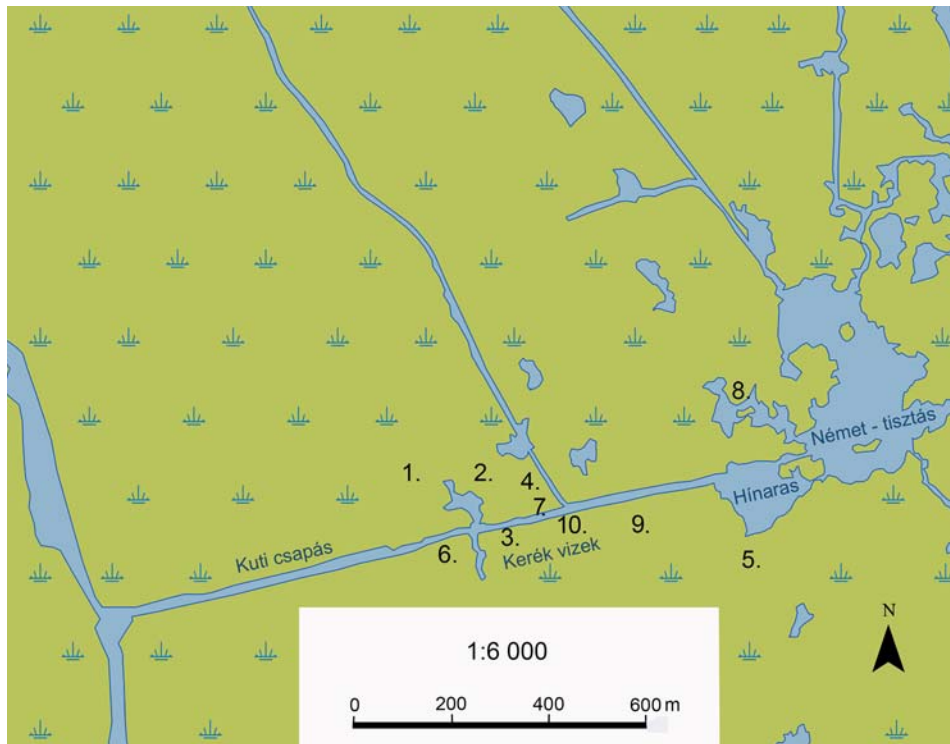 8.
Német - tisztás
1.
2.
4.
Hínaras
7.
10.
9.
3.
Kuti csapás
6.
Kerék vizek
5.
N
1:6 000
0 200 400 600 m